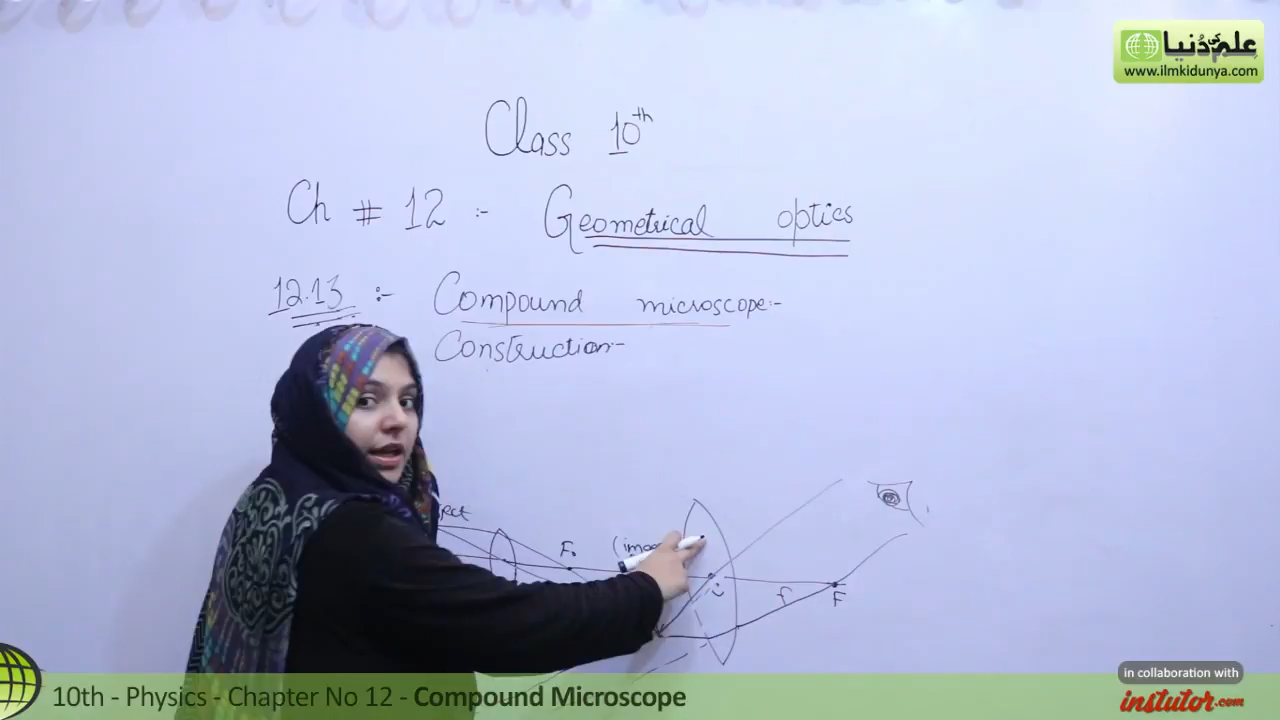 علم کی دُنیا
www.ilmkidunya.com
Class 10th
Ch # 12 :- Geometrical optics
12.13 :- Compound microscope:-
Construction:-
F
f
F
in collaboration with
instutor.com
10th - Physics - Chapter No 12 - Compound Microscope